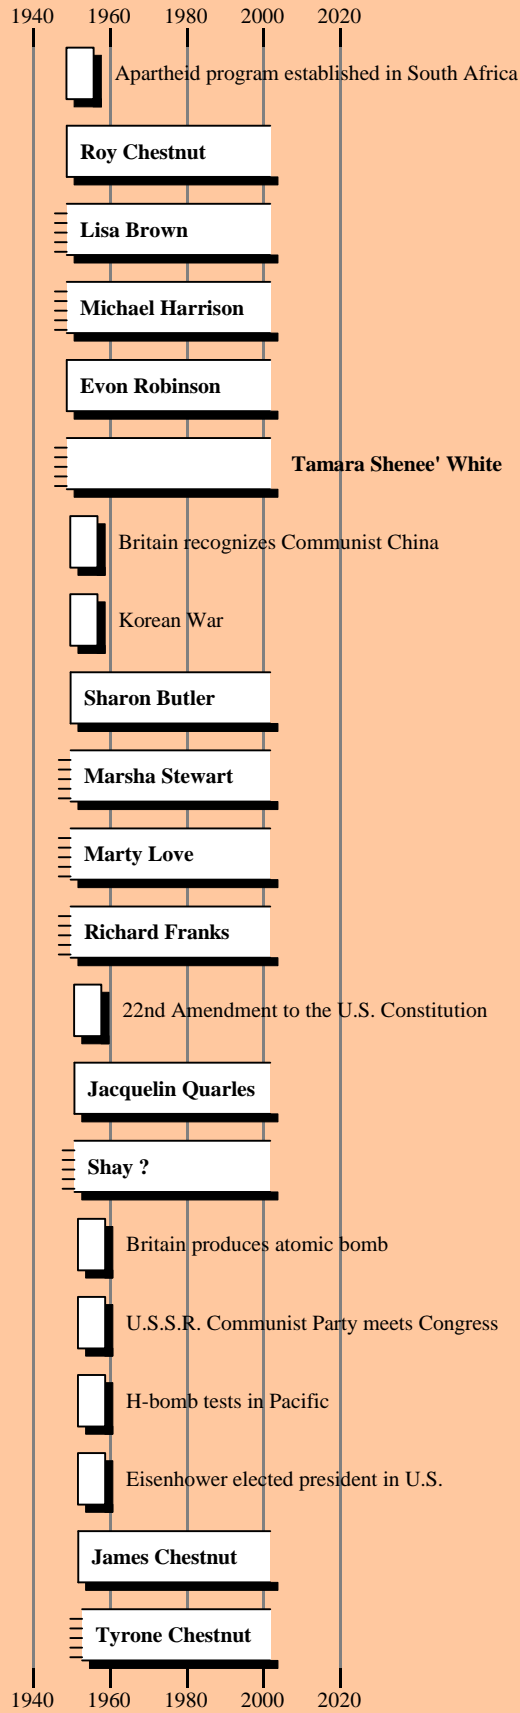 1940 1960 1980 2000 2020
Apartheid program established in South Africa
Roy Chestnut
Lisa Brown
Michael Harrison
Evon Robinson
Tamara Shenee' White
Britain recognizes Communist China
Korean War
Sharon Butler
Marsha Stewart
Marty Love
Richard Franks
22nd Amendment to the U.S. Constitution
Jacquelin Quarles
Shay ?
Britain produces atomic bomb
U.S.S.R. Communist Party meets Congress
H-bomb tests in Pacific
Eisenhower elected president in U.S.
James Chestnut
Tyrone Chestnut
1940 1960 1980 2000 2020